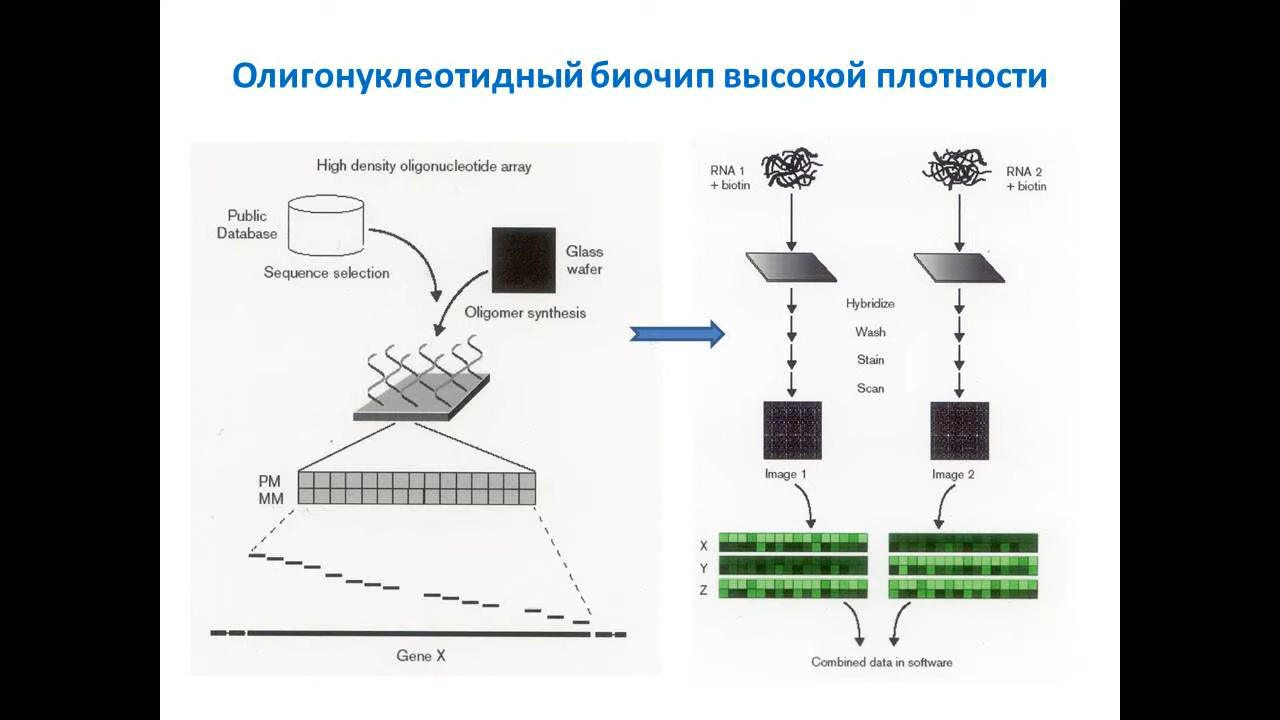 Олигонуклеотидный биочип высокой плотности
High density oligonucleotide array
Public
Database
Sequence selection
Glass
wafer
Oligomer synthesis
PM
MM
Gene X
RNA 1
+ biotin
RNA 2
+ biotin
Hybridize
Wash
Stain
Scan
Image 1
Image 2
X
Y
Z
Combined data in software